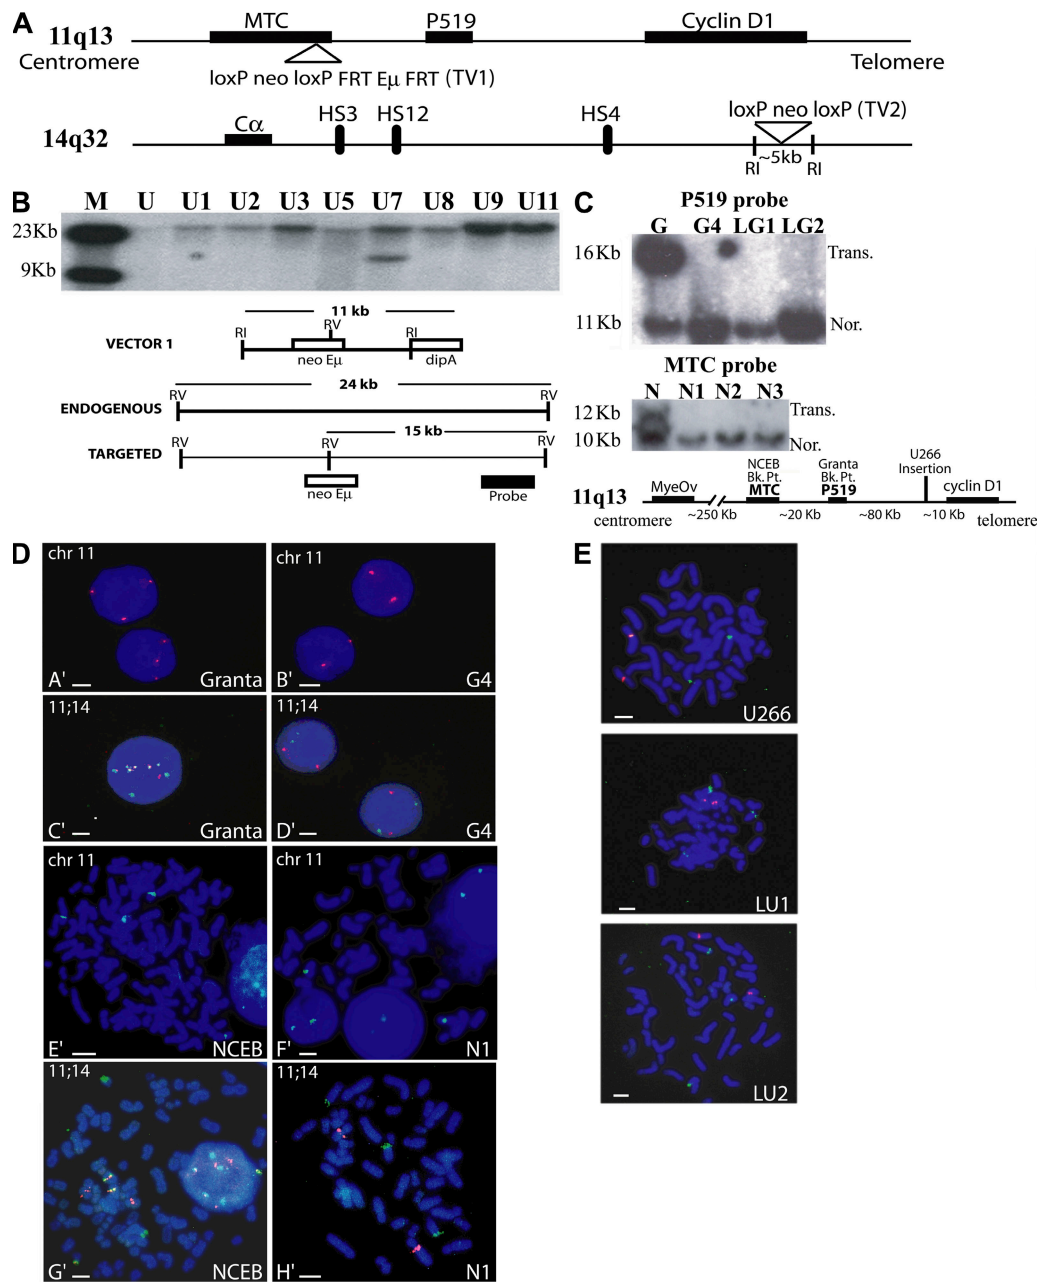 A
11q13
MTC
P519
Cyclin D1
Centromere
Telomere
loxP neo loxP FRT Eµ FRT (TV1)
14q32
Cα
HS3
HS12
HS4
loxP neo loxP (TV2)
RI
~5kb
RI
B
M U U1 U2 U3 U5 U7 U8 U9 U11
23Kb
9Kb
11 kb
VECTOR 1
RI
RV
RI
neo Eµ
dipA
24 kb
ENDOGENOUS
RV
RV
15 kb
TARGETED
RV
RV
RV
neo Eµ
Probe
C
P519 probe
G G4 LG1 LG2
16Kb
Trans.
11Kb
Nor.
MTC probe
N N1 N2 N3
12Kb
Trans.
10Kb
Nor.
11q13
MyeOv
NCEB
Bk. Pt.
MTC
Granta
Bk. Pt.
P519
U266
Insertion
cyclin D1
centromere
~250 Kb
~20 Kb
~80 Kb
~10 Kb
telomere
D
chr 11
A'
Granta
chr 11
B'
G4
11;14
C'
Granta
11;14
D'
G4
chr 11
E'
NCEB
chr 11
F'
N1
11;14
G'
NCEB
11;14
H'
N1
E
U266
LU1
LU2